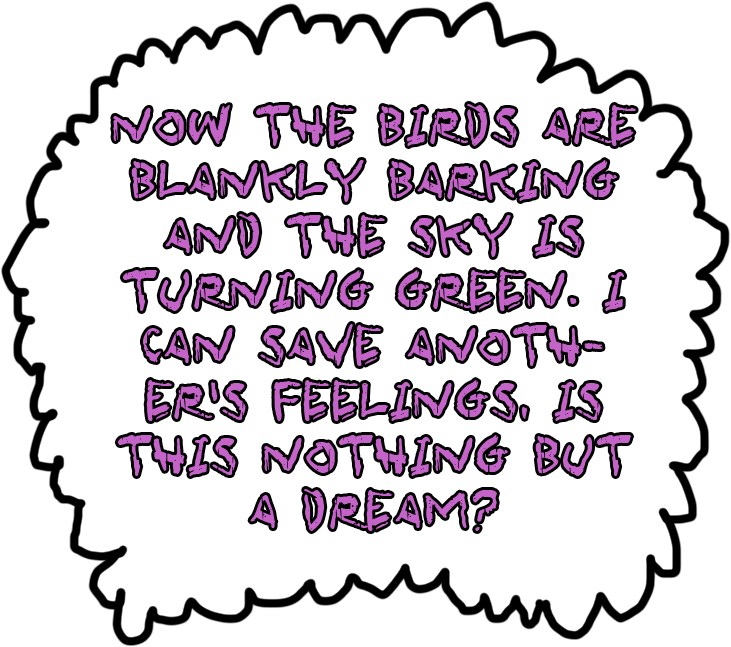 NOW THE BIRDS ARE
BLANKLY BARKING
AND THE SKY IS
TURNING GREEN. I
CAN SAVE ANOTH-
ER'S FEELINGS. IS
THIS NOTHING BUT
A DREAM?